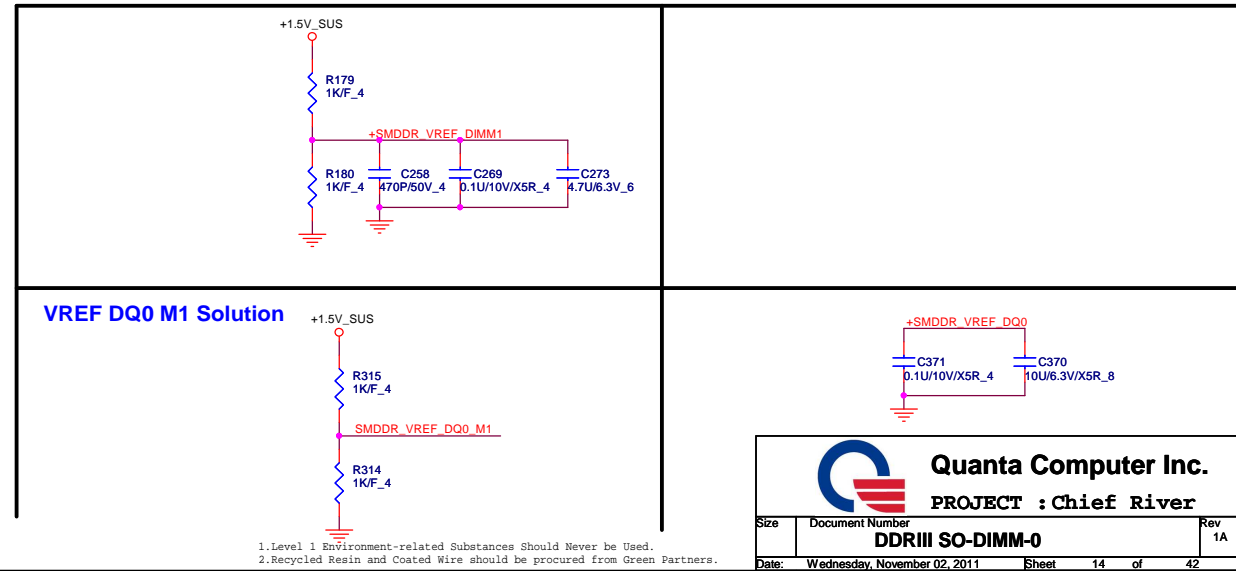 +1.5V_SUS
R179
1K/F_4
+SMDDR_VREF_DIMM1
R180
1K/F_4
C258
470P/50V_4
C269
0.1U/10V/X5R_4
C273
4.7U/6.3V_6
VREF DQ0 M1 Solution
+1.5V_SUS
R315
1K/F_4
SMDDR_VREF_DQ0_M1
R314
1K/F_4
+SMDDR_VREF_DQ0
C371
0.1U/10V/X5R_4
C370
10U/6.3V/X5R_8
1.Level 1 Environment-related Substances Should Never be Used.
2.Recycled Resin and Coated Wire should be procured from Green Partners.
Quanta Computer Inc.
PROJECT : Chief River
Size Document Number Rev
DDRIII SO-DIMM-0 1A
Date: Wednesday, November 02, 2011 Sheet 14 of 42